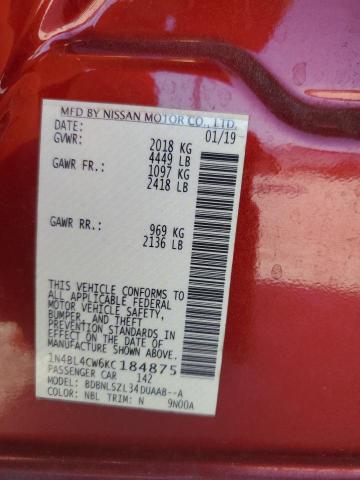 MFD BY NISSAN MOTOR CO., LTD.
DATE: 01/19
GVWR: 2018 KG
4449 LB
GAWR FR: 1097 KG
2418 LB
GAWR RR: 969 KG
2136 LB
THIS VEHICLE CONFORMS TO
ALL APPLICABLE FEDERAL
MOTOR VEHICLE SAFETY,
BUMPER, AND THEFT
PREVENTION STANDARDS IN
EFFECT ON THE DATE OF
MANUFACTURE SHOWN ABOVE.
1N4BL4CW6KC184875
PASSENGER CAR 142
MODEL: BDBNLSZL34DUAAB--A
COLOR: NBL TRIM: N 9N00A